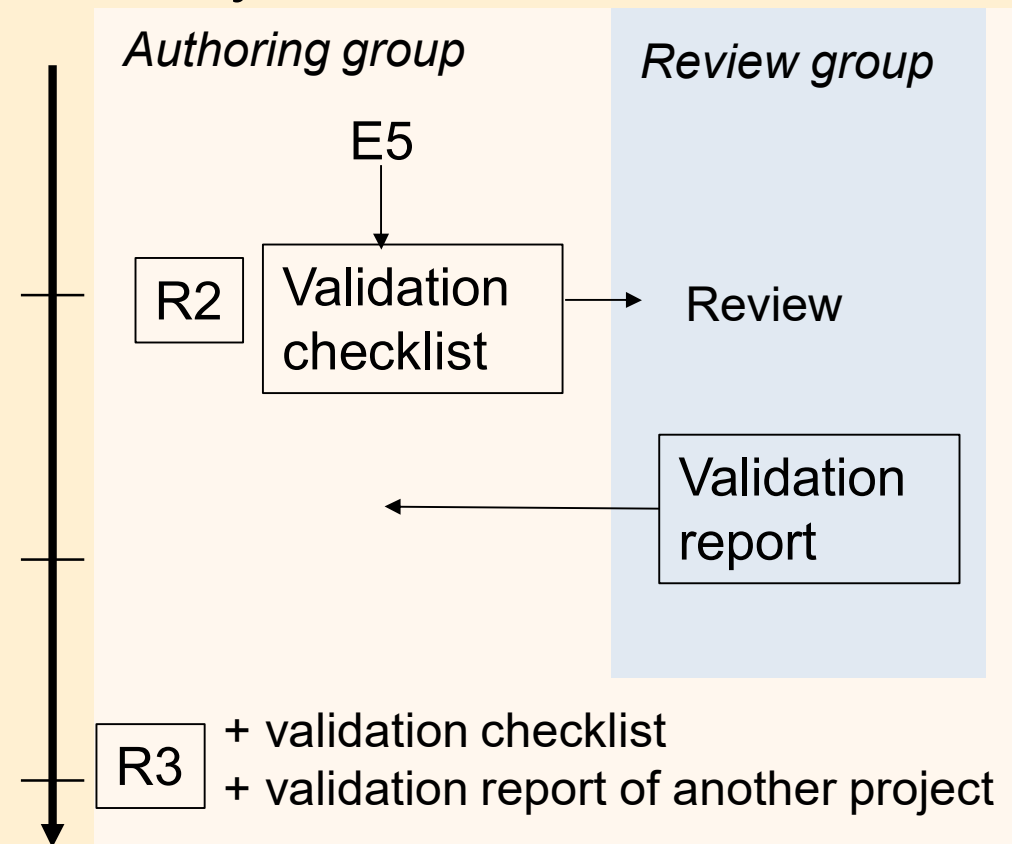 Authoring group
Review group
E5
R2
Validation
checklist
Review
Validation
report
R3
+ validation checklist
+ validation report of another project